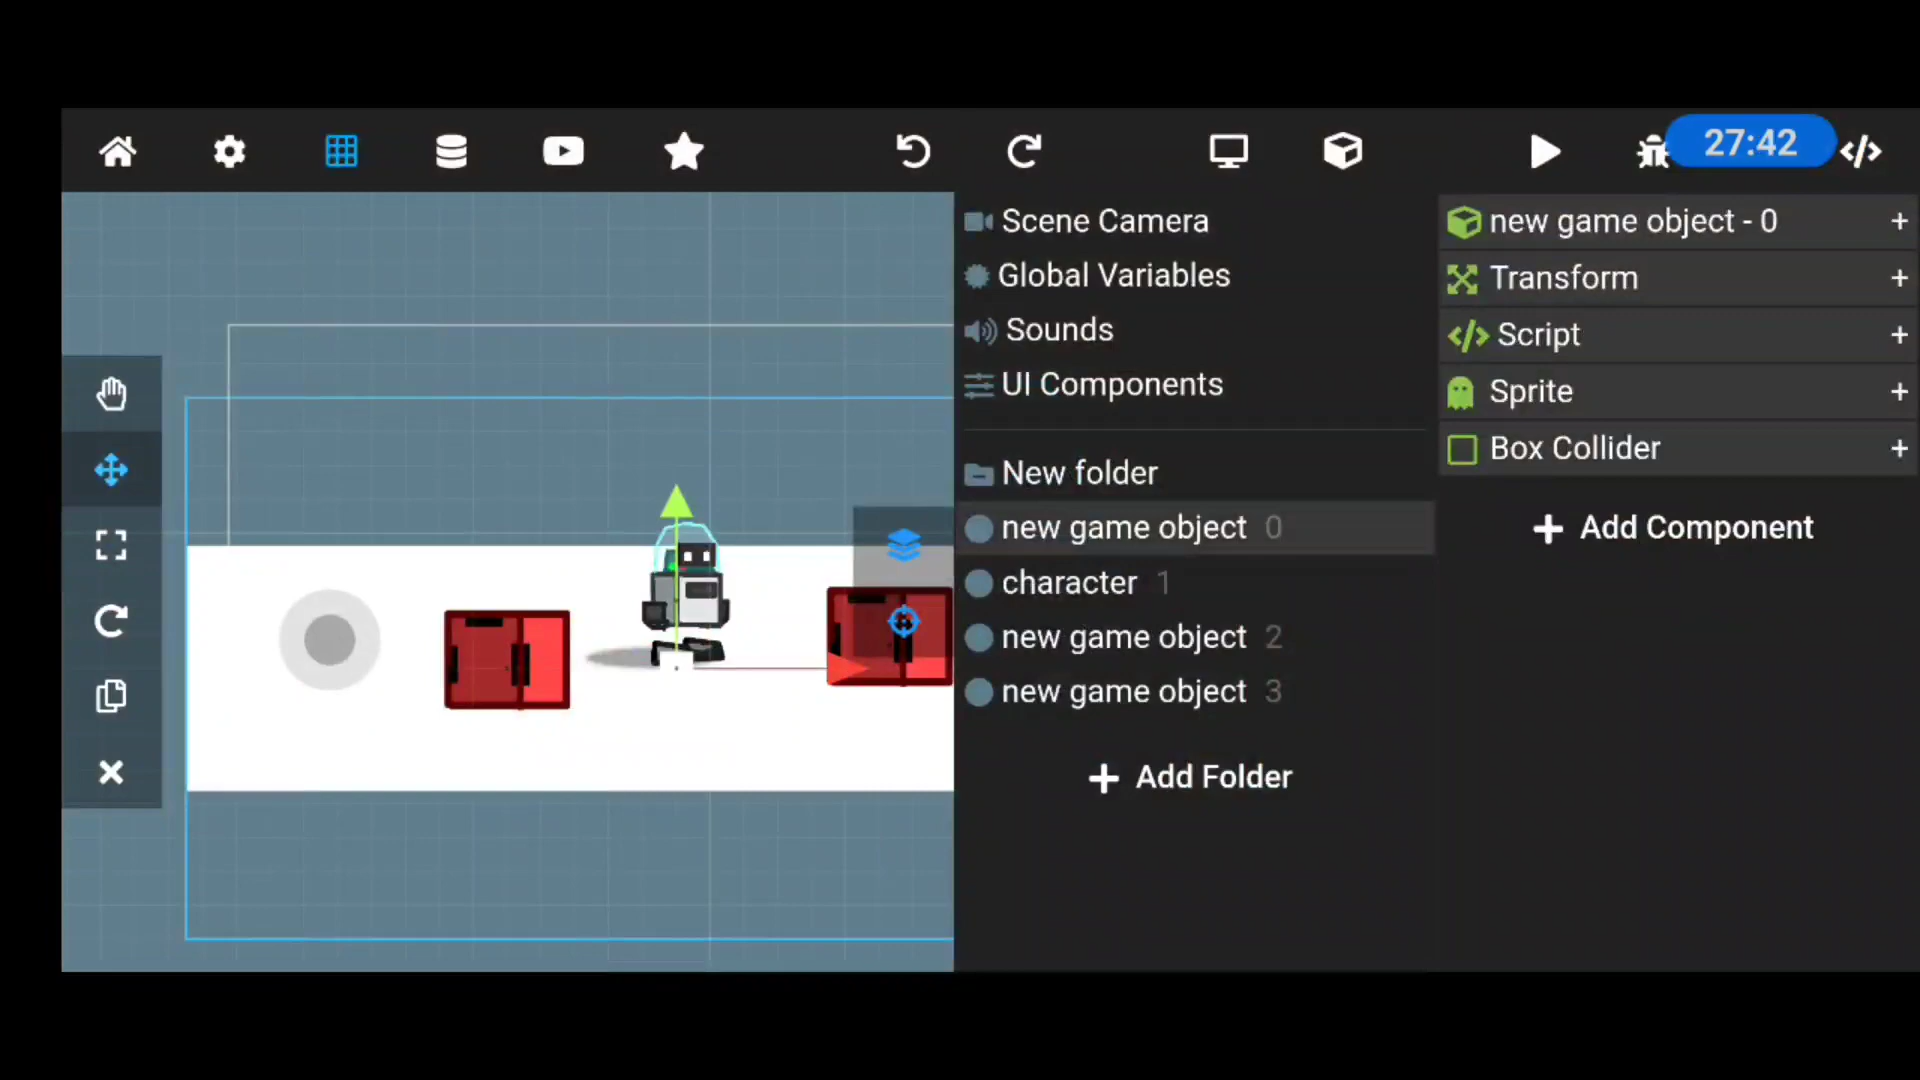 27:42
Scene Camera
Global Variables
Sounds
UI Components
New folder
new game object 0
character 1
new game object 2
new game object 3
+ Add Folder
new game object - 0 +
Transform +
Script +
Sprite +
Box Collider +
+ Add Component